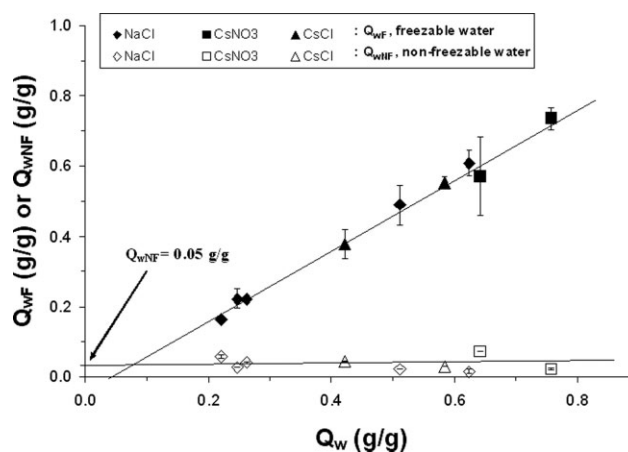 ◆ NaCl ■ CsNO3 ▲ CsCl : QwF, freezable water
◇ NaCl □ CsNO3 △ CsCl : QwNF, non-freezable water
QwF (g/g) or QwNF (g/g)
1.0
0.8
0.6
0.4
0.2
0.0
QwNF = 0.05 g/g
0.0 0.2 0.4 0.6 0.8
Qw (g/g)